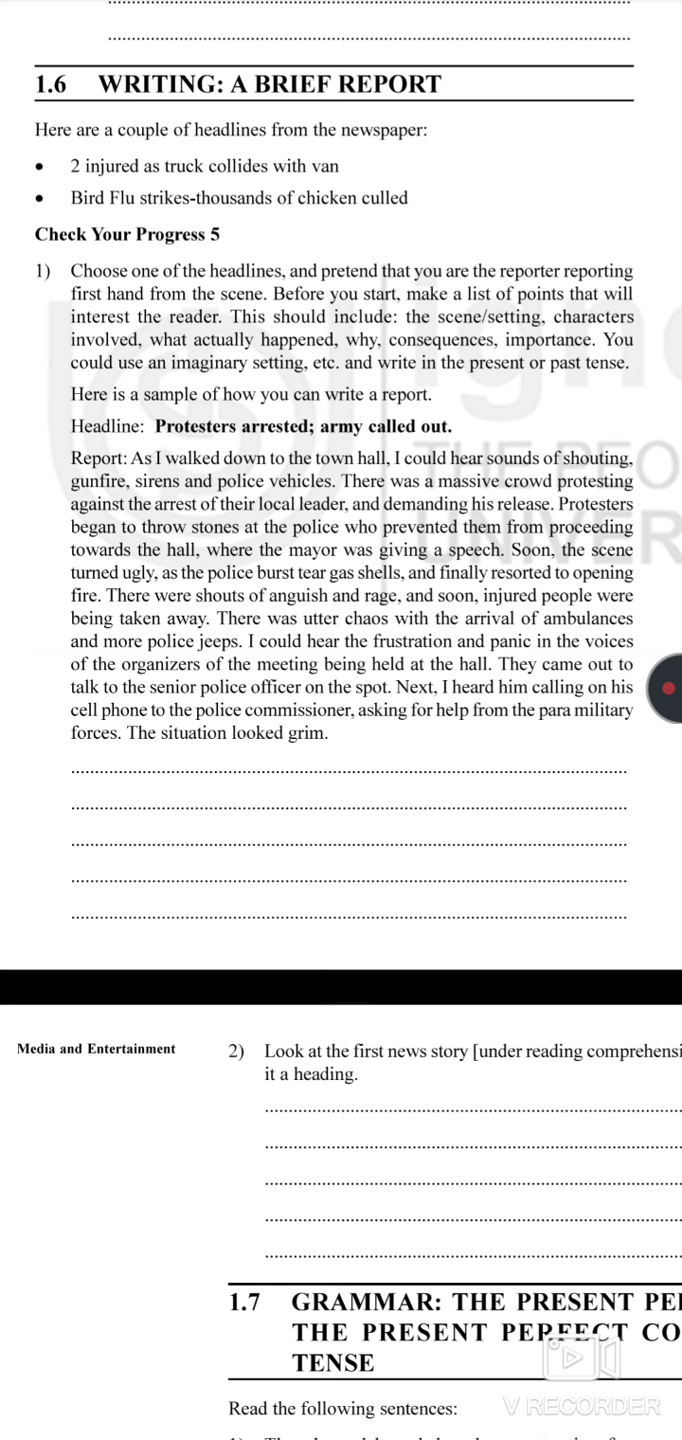 1.6 WRITING: A BRIEF REPORT
Here are a couple of headlines from the newspaper:
• 2 injured as truck collides with van
• Bird Flu strikes-thousands of chicken culled
Check Your Progress 5
1) Choose one of the headlines, and pretend that you are the reporter reporting
first hand from the scene. Before you start, make a list of points that will
interest the reader. This should include: the scene/setting, characters
involved, what actually happened, why, consequences, importance. You
could use an imaginary setting, etc. and write in the present or past tense.
Here is a sample of how you can write a report.
Headline: Protesters arrested; army called out.
Report: As I walked down to the town hall, I could hear sounds of shouting,
gunfire, sirens and police vehicles. There was a massive crowd protesting
against the arrest of their local leader, and demanding his release. Protesters
began to throw stones at the police who prevented them from proceeding
towards the hall, where the mayor was giving a speech. Soon, the scene
turned ugly, as the police burst tear gas shells, and finally resorted to opening
fire. There were shouts of anguish and rage, and soon, injured people were
being taken away. There was utter chaos with the arrival of ambulances
and more police jeeps. I could hear the frustration and panic in the voices
of the organizers of the meeting being held at the hall. They came out to
talk to the senior police officer on the spot. Next, I heard him calling on his
cell phone to the police commissioner, asking for help from the para military
forces. The situation looked grim.
ign
THE PEO
UNIVER
Media and Entertainment
2) Look at the first news story [under reading comprehensi
it a heading.
1.7 GRAMMAR: THE PRESENT PE
THE PRESENT PERFECT CO
TENSE
V RECORDER
Read the following sentences: